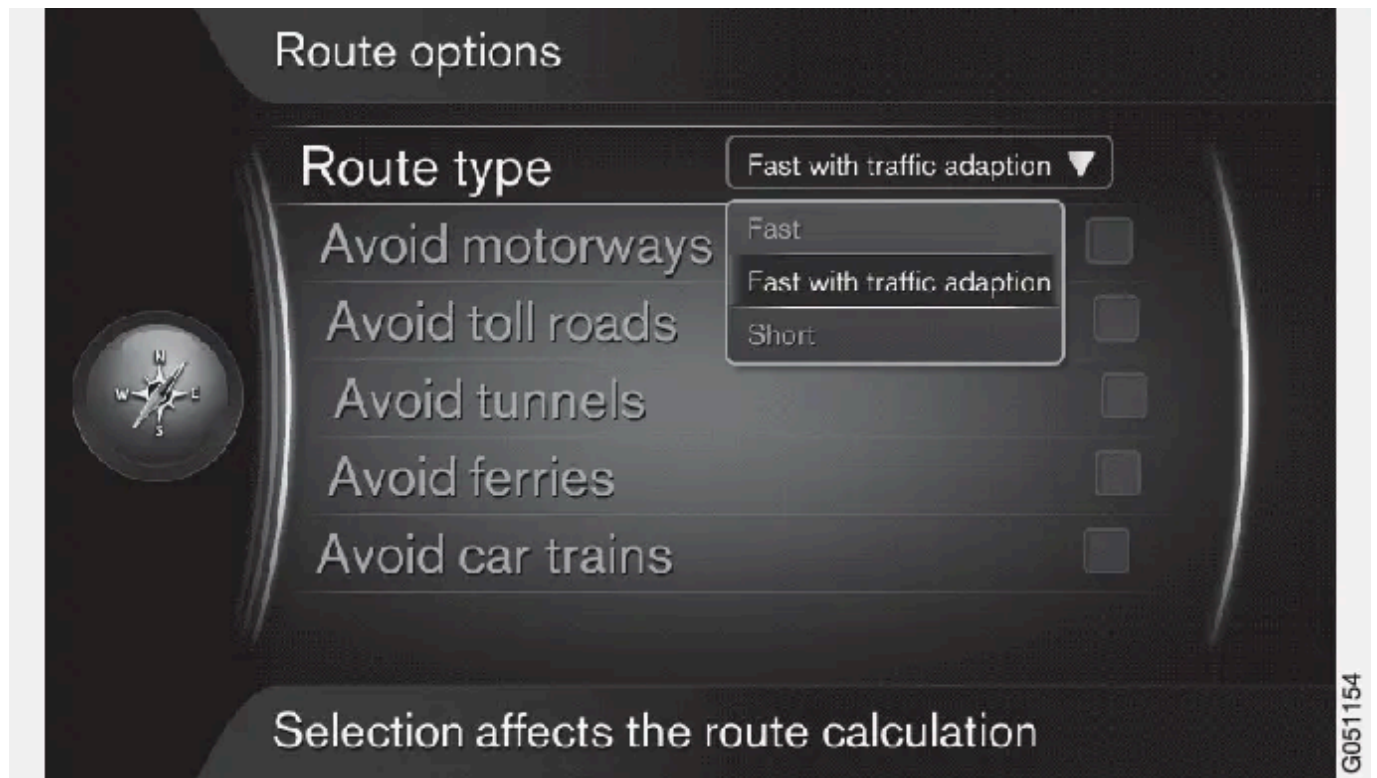 Route options
Route type
Fast with traffic adaption
Fast
Avoid motorways
Fast with traffic adaption
Avoid toll roads
Short
Avoid tunnels
Avoid ferries
Avoid car trains
N
W
E
S
Selection affects the route calculation
G051154